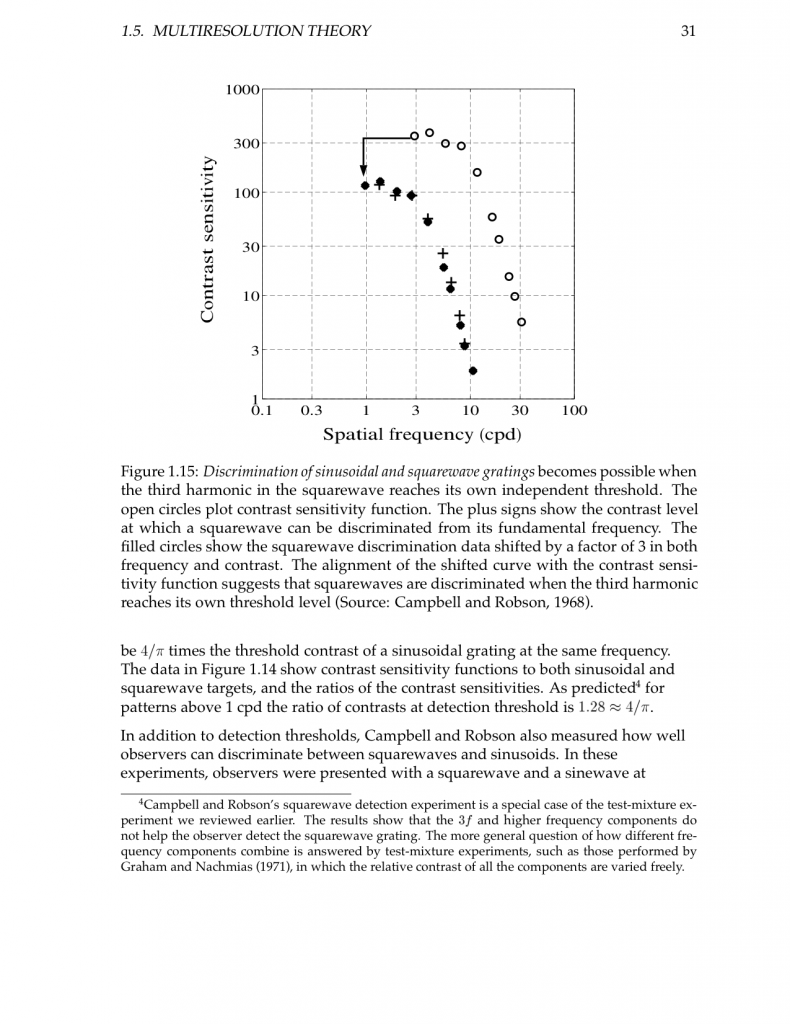 1.5. MULTIRESOLUTION THEORY 31
1000
300
100
30
10
3
1
Contrast sensitivity
0.1 0.3 1 3 10 30 100
Spatial frequency (cpd)
Figure 1.15: Discrimination of sinusoidal and squarewave gratings becomes possible when
the third harmonic in the squarewave reaches its own independent threshold. The
open circles plot contrast sensitivity function. The plus signs show the contrast level
at which a squarewave can be discriminated from its fundamental frequency. The
filled circles show the squarewave discrimination data shifted by a factor of 3 in both
frequency and contrast. The alignment of the shifted curve with the contrast sensi-
tivity function suggests that squarewaves are discriminated when the third harmonic
reaches its own threshold level (Source: Campbell and Robson, 1968).
be 4/π times the threshold contrast of a sinusoidal grating at the same frequency.
The data in Figure 1.14 show contrast sensitivity functions to both sinusoidal and
squarewave targets, and the ratios of the contrast sensitivities. As predicted⁴ for
patterns above 1 cpd the ratio of contrasts at detection threshold is 1.28 ≈ 4/π.
In addition to detection thresholds, Campbell and Robson also measured how well
observers can discriminate between squarewaves and sinusoids. In these
experiments, observers were presented with a squarewave and a sinewave at
⁴Campbell and Robson's squarewave detection experiment is a special case of the test-mixture ex-
periment we reviewed earlier. The results show that the 3f and higher frequency components do
not help the observer detect the squarewave grating. The more general question of how different fre-
quency components combine is answered by test-mixture experiments, such as those performed by
Graham and Nachmias (1971), in which the relative contrast of all the components are varied freely.